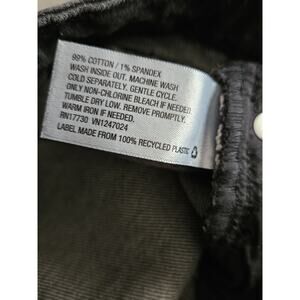 99% COTTON / 1% SPANDEX
WASH INSIDE OUT. MACHINE WASH
COLD SEPARATELY. GENTLE CYCLE.
ONLY NON-CHLORINE BLEACH IF NEEDED.
TUMBLE DRY LOW. REMOVE PROMPTLY.
WARM IRON IF NEEDED.
RN17730 VN1247024
LABEL MADE FROM 100% RECYCLED PLASTIC